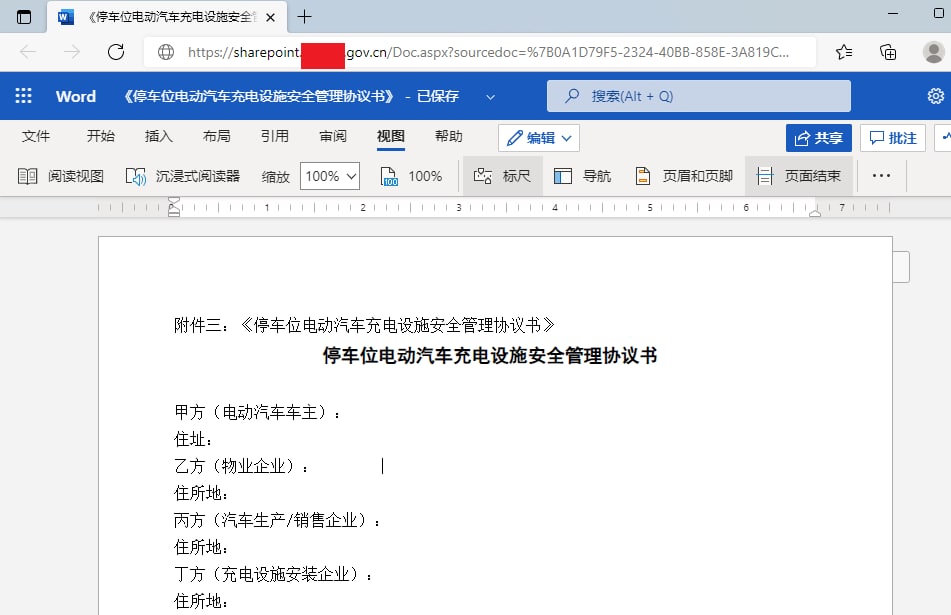 《停车位电动汽车充电设施安全
https://sharepoint. gov.cn/Doc.aspx?sourcedoc=%7B0A1D79F5-2324-40BB-858E-3A819C...
Word 《停车位电动汽车充电设施安全管理协议书》 - 已保存 搜索(Alt + Q)
文件 开始 插入 布局 引用 审阅 视图 帮助 编辑 共享 批注
阅读视图 沉浸式阅读器 缩放 100% 100 100% 标尺 导航 页眉和页脚 页面结束 ...
1 2 3 4 5 6 7
附件三：《停车位电动汽车充电设施安全管理协议书》
停车位电动汽车充电设施安全管理协议书
甲方（电动汽车车主）：
住址：
乙方（物业企业）：
住所地：
丙方（汽车生产/销售企业）：
住所地：
丁方（充电设施安装企业）：
住所地：